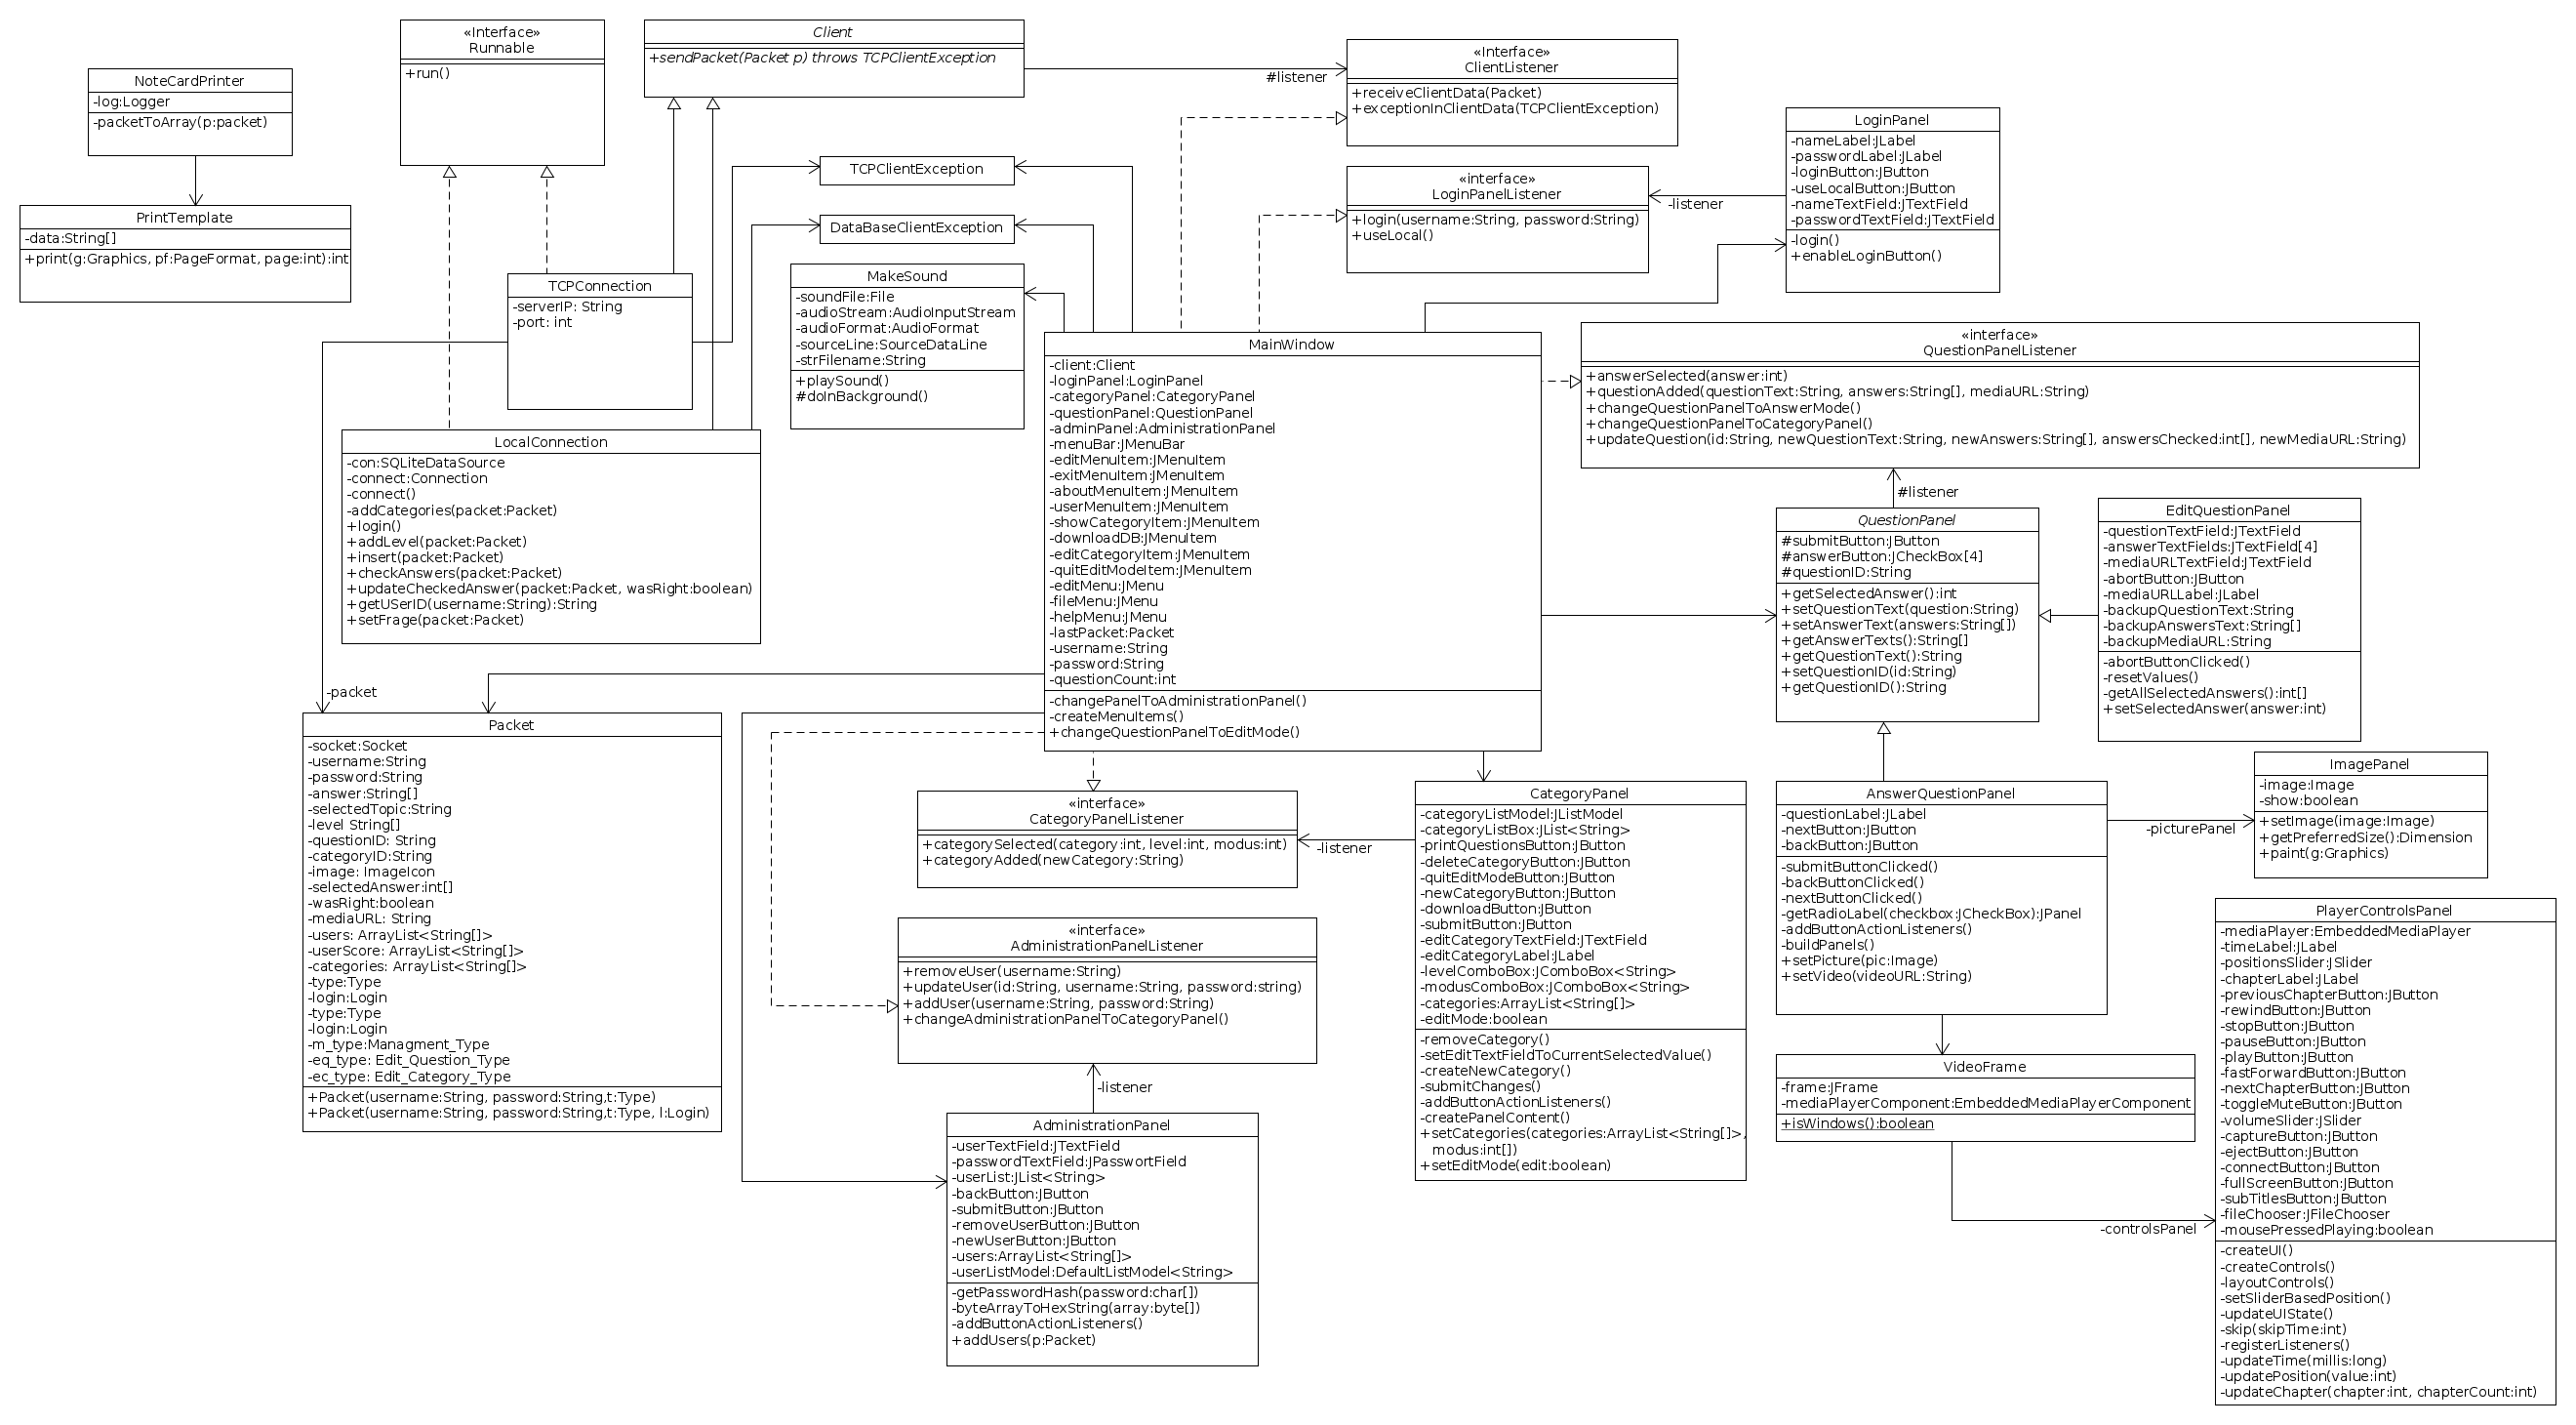 NoteCardPrinter
-log:Logger
-packetToArray(p:packet)
PrintTemplate
-data:String[]
+print(g:Graphics, pf:PageFormat, page:int):int
«Interface»
Runnable
+run()
Client
+sendPacket(Packet p) throws TCPClientException
#listener
«Interface»
ClientListener
+receiveClientData(Packet)
+exceptionInClientData(TCPClientException)
TCPClientException
DataBaseClientException
«interface»
LoginPanelListener
+login(username:String, password:String)
+useLocal()
-listener
LoginPanel
-nameLabel:JLabel
-passwordLabel:JLabel
-loginButton:JButton
-useLocalButton:JButton
-nameTextField:JTextField
-passwordTextField:JTextField
-login()
+enableLoginButton()
TCPConnection
-serverIP: String
-port: int
MakeSound
-soundFile:File
-audioStream:AudioInputStream
-audioFormat:AudioFormat
-sourceLine:SourceDataLine
-strFilename:String
+playSound()
#doInBackground()
LocalConnection
-con:SQLiteDataSource
-connect:Connection
-connect()
-addCategories(packet:Packet)
+login()
+addLevel(packet:Packet)
+insert(packet:Packet)
+checkAnswers(packet:Packet)
+updateCheckedAnswer(packet:Packet, wasRight:boolean)
+getUSerID(username:String):String
+setFrage(packet:Packet)
MainWindow
-client:Client
-loginPanel:LoginPanel
-categoryPanel:CategoryPanel
-questionPanel:QuestionPanel
-adminPanel:AdministrationPanel
-menuBar:JMenuBar
-editMenuItem:JMenuItem
-exitMenuItem:JMenuItem
-aboutMenuItem:JMenuItem
-userMenuItem:JMenuItem
-showCategoryItem:JMenuItem
-downloadDB:JMenuItem
-editCategoryItem:JMenuItem
-quitEditModeItem:JMenuItem
-editMenu:JMenu
-fileMenu:JMenu
-helpMenu:JMenu
-lastPacket:Packet
-username:String
-password:String
-questionCount:int
-changePanelToAdministrationPanel()
-createMenuItems()
+changeQuestionPanelToEditMode()
«interface»
QuestionPanelListener
+answerSelected(answer:int)
+questionAdded(questionText:String, answers:String[], mediaURL:String)
+changeQuestionPanelToAnswerMode()
+changeQuestionPanelToCategoryPanel()
+updateQuestion(id:String, newQuestionText:String, newAnswers:String[], answersChecked:int[], newMediaURL:String)
#listener
QuestionPanel
#submitButton:JButton
#answerButton:JCheckBox[4]
#questionID:String
+getSelectedAnswer():int
+setQuestionText(question:String)
+setAnswerText(answers:String[])
+getAnswerTexts():String[]
+getQuestionText():String
+setQuestionID(id:String)
+getQuestionID():String
EditQuestionPanel
-questionTextField:JTextField
-answerTextFields:JTextField[4]
-mediaURLTextField:JTextField
-abortButton:JButton
-mediaURLLabel:JLabel
-backupQuestionText:String
-backupAnswersText:String[]
-backupMediaURL:String
-abortButtonClicked()
-resetValues()
-getAllSelectedAnswers():int[]
+setSelectedAnswer(answer:int)
-packet
Packet
-socket:Socket
-username:String
-password:String
-answer:String[]
-selectedTopic:String
-level String[]
-questionID: String
-categoryID:String
-image: ImageIcon
-selectedAnswer:int[]
-wasRight:boolean
-mediaURL: String
-users: ArrayList<String[]>
-userScore: ArrayList<String[]>
-categories: ArrayList<String[]>
-type:Type
-login:Login
-type:Type
-login:Login
-m_type:Managment_Type
-eq_type: Edit_Question_Type
-ec_type: Edit_Category_Type
+Packet(username:String, password:String,t:Type)
+Packet(username:String, password:String,t:Type, l:Login)
«interface»
CategoryPanelListener
+categorySelected(category:int, level:int, modus:int)
+categoryAdded(newCategory:String)
-listener
CategoryPanel
-categoryListModel:JListModel
-categoryListBox:JList<String>
-printQuestionsButton:JButton
-deleteCategoryButton:JButton
-quitEditModeButton:JButton
-newCategoryButton:JButton
-downloadButton:JButton
-submitButton:JButton
-editCategoryTextField:JTextField
-editCategoryLabel:JLabel
-levelComboBox:JComboBox<String>
-modusComboBox:JComboBox<String>
-categories:ArrayList<String[]>
-editMode:boolean
-removeCategory()
-setEditTextFieldToCurrentSelectedValue()
-createNewCategory()
-submitChanges()
-addButtonActionListeners()
-createPanelContent()
+setCategories(categories:ArrayList<String[]>,
modus:int[])
+setEditMode(edit:boolean)
«interface»
AdministrationPanelListener
+removeUser(username:String)
+updateUser(id:String, username:String, password:string)
+addUser(username:String, password:String)
+changeAdministrationPanelToCategoryPanel()
-listener
AdministrationPanel
-userTextField:JTextField
-passwordTextField:JPasswortField
-userList:JList<String>
-backButton:JButton
-submitButton:JButton
-removeUserButton:JButton
-newUserButton:JButton
-users:ArrayList<String[]>
-userListModel:DefaultListModel<String>
-getPasswordHash(password:char[])
-byteArrayToHexString(array:byte[])
-addButtonActionListeners()
+addUsers(p:Packet)
AnswerQuestionPanel
-questionLabel:JLabel
-nextButton:JButton
-backButton:JButton
-submitButtonClicked()
-backButtonClicked()
-nextButtonClicked()
-getRadioLabel(checkbox:JCheckBox):JPanel
-addButtonActionListeners()
-buildPanels()
+setPicture(pic:Image)
+setVideo(videoURL:String)
-picturePanel
ImagePanel
-image:Image
-show:boolean
+setImage(image:Image)
+getPreferredSize():Dimension
+paint(g:Graphics)
VideoFrame
-frame:JFrame
-mediaPlayerComponent:EmbeddedMediaPlayerComponent
+isWindows():boolean
-controlsPanel
PlayerControlsPanel
-mediaPlayer:EmbeddedMediaPlayer
-timeLabel:JLabel
-positionsSlider:JSlider
-chapterLabel:JLabel
-previousChapterButton:JButton
-rewindButton:JButton
-stopButton:JButton
-pauseButton:JButton
-playButton:JButton
-fastForwardButton:JButton
-nextChapterButton:JButton
-toggleMuteButton:JButton
-volumeSlider:JSlider
-captureButton:JButton
-ejectButton:JButton
-connectButton:JButton
-fullScreenButton:JButton
-subTitlesButton:JButton
-fileChooser:JFileChooser
-mousePressedPlaying:boolean
-createUI()
-createControls()
-layoutControls()
-setSliderBasedPosition()
-updateUIState()
-skip(skipTime:int)
-registerListeners()
-updateTime(millis:long)
-updatePosition(value:int)
-updateChapter(chapter:int, chapterCount:int)